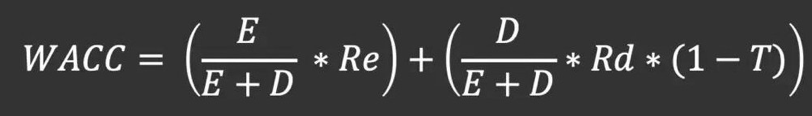 WACC = (E/(E + D) * Re) + (D/(E + D) * Rd * (1 − T))